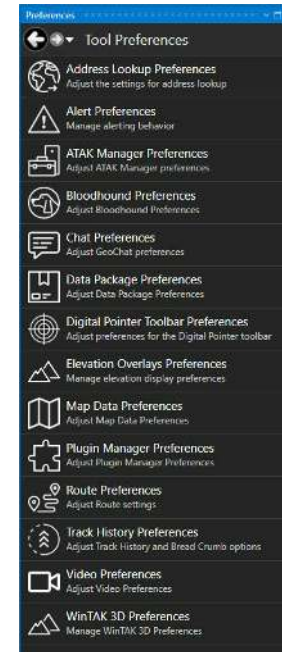 Preferences
Tool Preferences
Address Lookup Preferences
Adjust the settings for address lookup
Alert Preferences
Manage alerting behavior
ATAK Manager Preferences
Adjust ATAK Manager preferences
Bloodhound Preferences
Adjust Bloodhound Preferences
Chat Preferences
Adjust GeoChat preferences
Data Package Preferences
Adjust Data Package Preferences
Digital Pointer Toolbar Preferences
Adjust preferences for the Digital Pointer toolbar
Elevation Overlays Preferences
Manage elevation display preferences
Map Data Preferences
Adjust Map Data Preferences
Plugin Manager Preferences
Adjust Plugin Manager Preferences
Route Preferences
Adjust Route settings
Track History Preferences
Adjust Track History and Bread Crumb options
Video Preferences
Adjust Video Preferences
WinTAK 3D Preferences
Manage WinTAK 3D Preferences